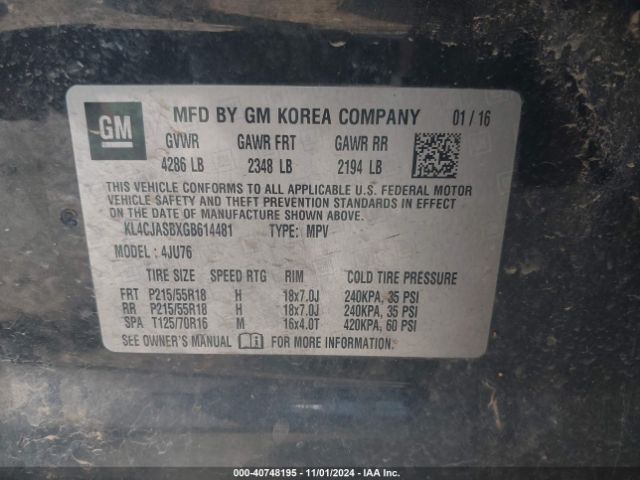 GM
MFD BY GM KOREA COMPANY 01 / 16
GVWR GAWR FRT GAWR RR
4286 LB 2348 LB 2194 LB
THIS VEHICLE CONFORMS TO ALL APPLICABLE U.S. FEDERAL MOTOR
VEHICLE SAFETY AND THEFT PREVENTION STANDARDS IN EFFECT
ON THE DATE OF MANUFACTURE SHOWN ABOVE.
KL4CJASBXGB614481 TYPE: MPV
MODEL : 4JU76
TIRE SIZE SPEED RTG RIM COLD TIRE PRESSURE
FRT P215/55R18 H 18x7.0J 240KPA, 35 PSI
RR P215/55R18 H 18x7.0J 240KPA, 35 PSI
SPA T125/70R16 M 16x4.0T 420KPA, 60 PSI
SEE OWNER'S MANUAL FOR MORE INFORMATION.
000-40748195 - 11/01/2024 - IAA Inc.